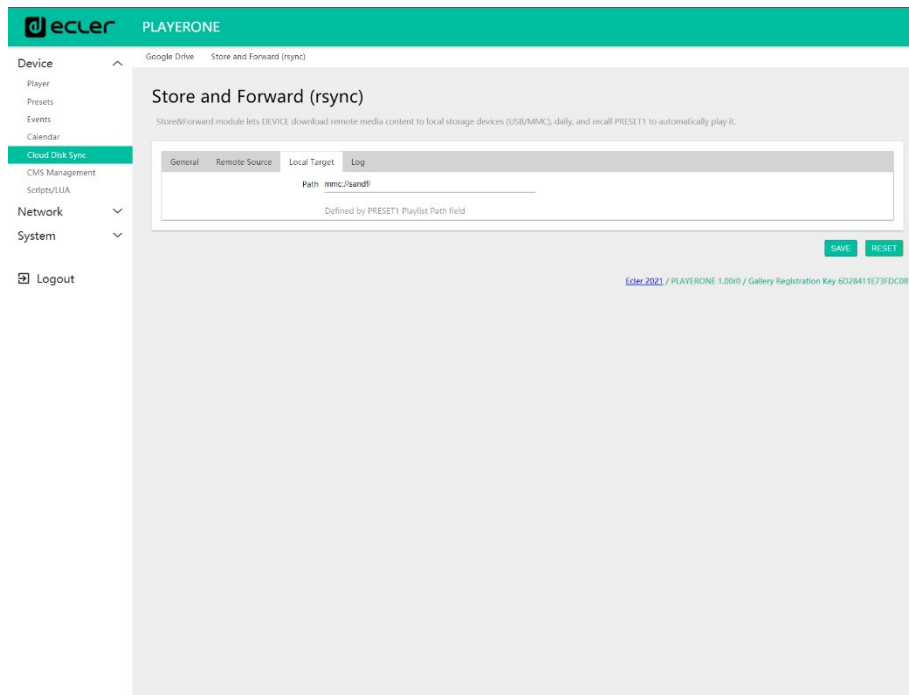 ecler PLAYERONE
Device
Player
Presets
Events
Calendar
Cloud Disk Sync
CMS Management
Scripts/LUA
Network
System
Logout
Google Drive Store and Forward (rsync)
Store and Forward (rsync)
Store&Forward module lets DEVICE download remote media content to local storage devices (USB/MMC), daily, and recall PRESET1 to automatically play it.
General Remote Source Local Target Log
Path mmc://sandf/
Defined by PRESET1 Playlist Path field
SAVE RESET
Ecler 2021 / PLAYERONE 1.00r0 / Gallery Registration Key 6D28411E73FDC0B